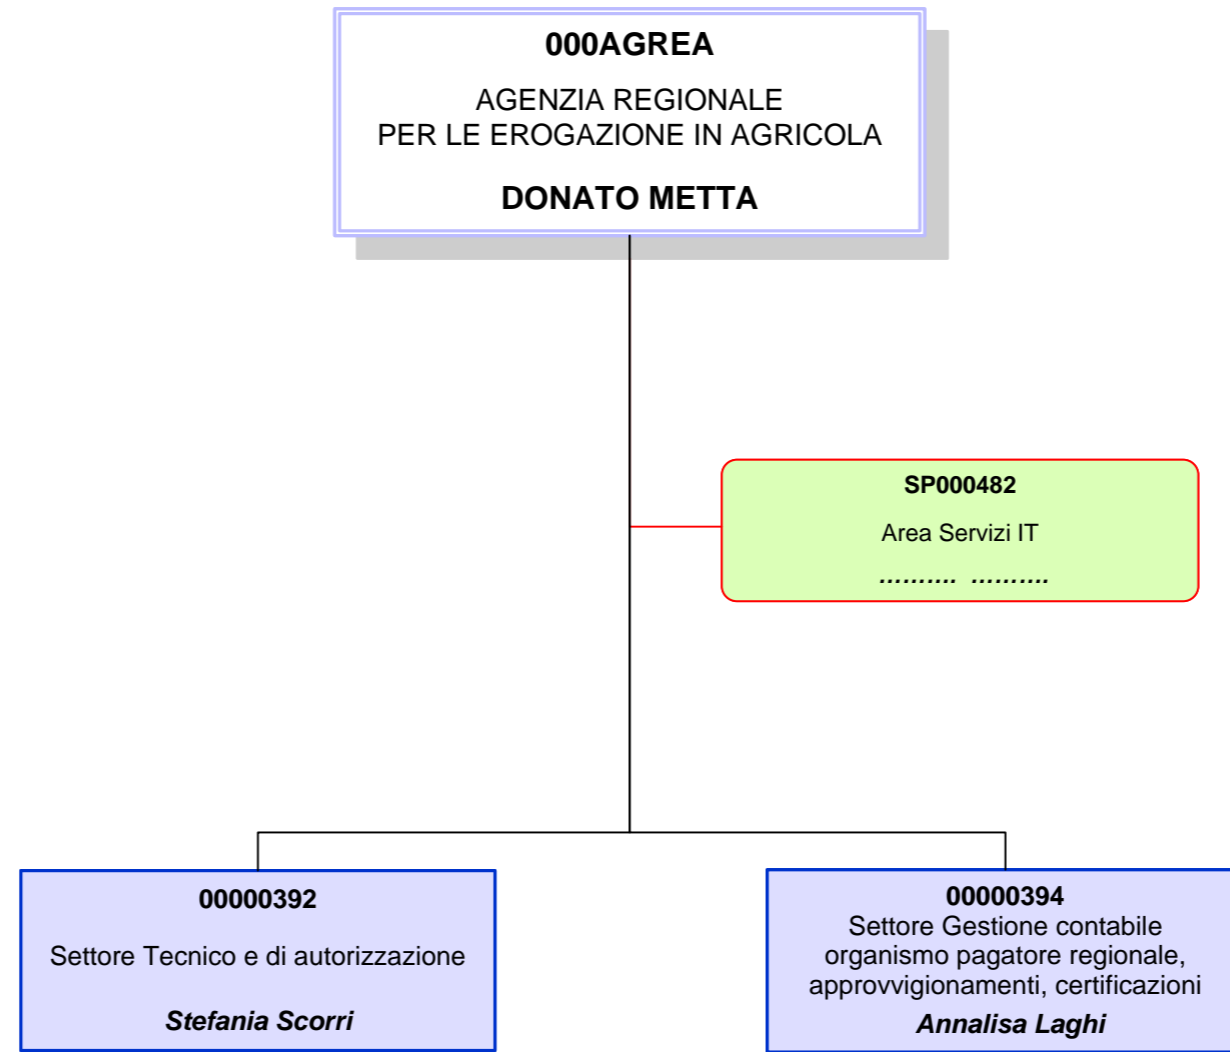 000AGREA
AGENZIA REGIONALE
PER LE EROGAZIONE IN AGRICOLA
DONATO METTA
SP000482
Area Servizi IT
.......... ..........
00000392
Settore Tecnico e di autorizzazione
Stefania Scorri
00000394
Settore Gestione contabile
organismo pagatore regionale,
approvvigionamenti, certificazioni
Annalisa Laghi